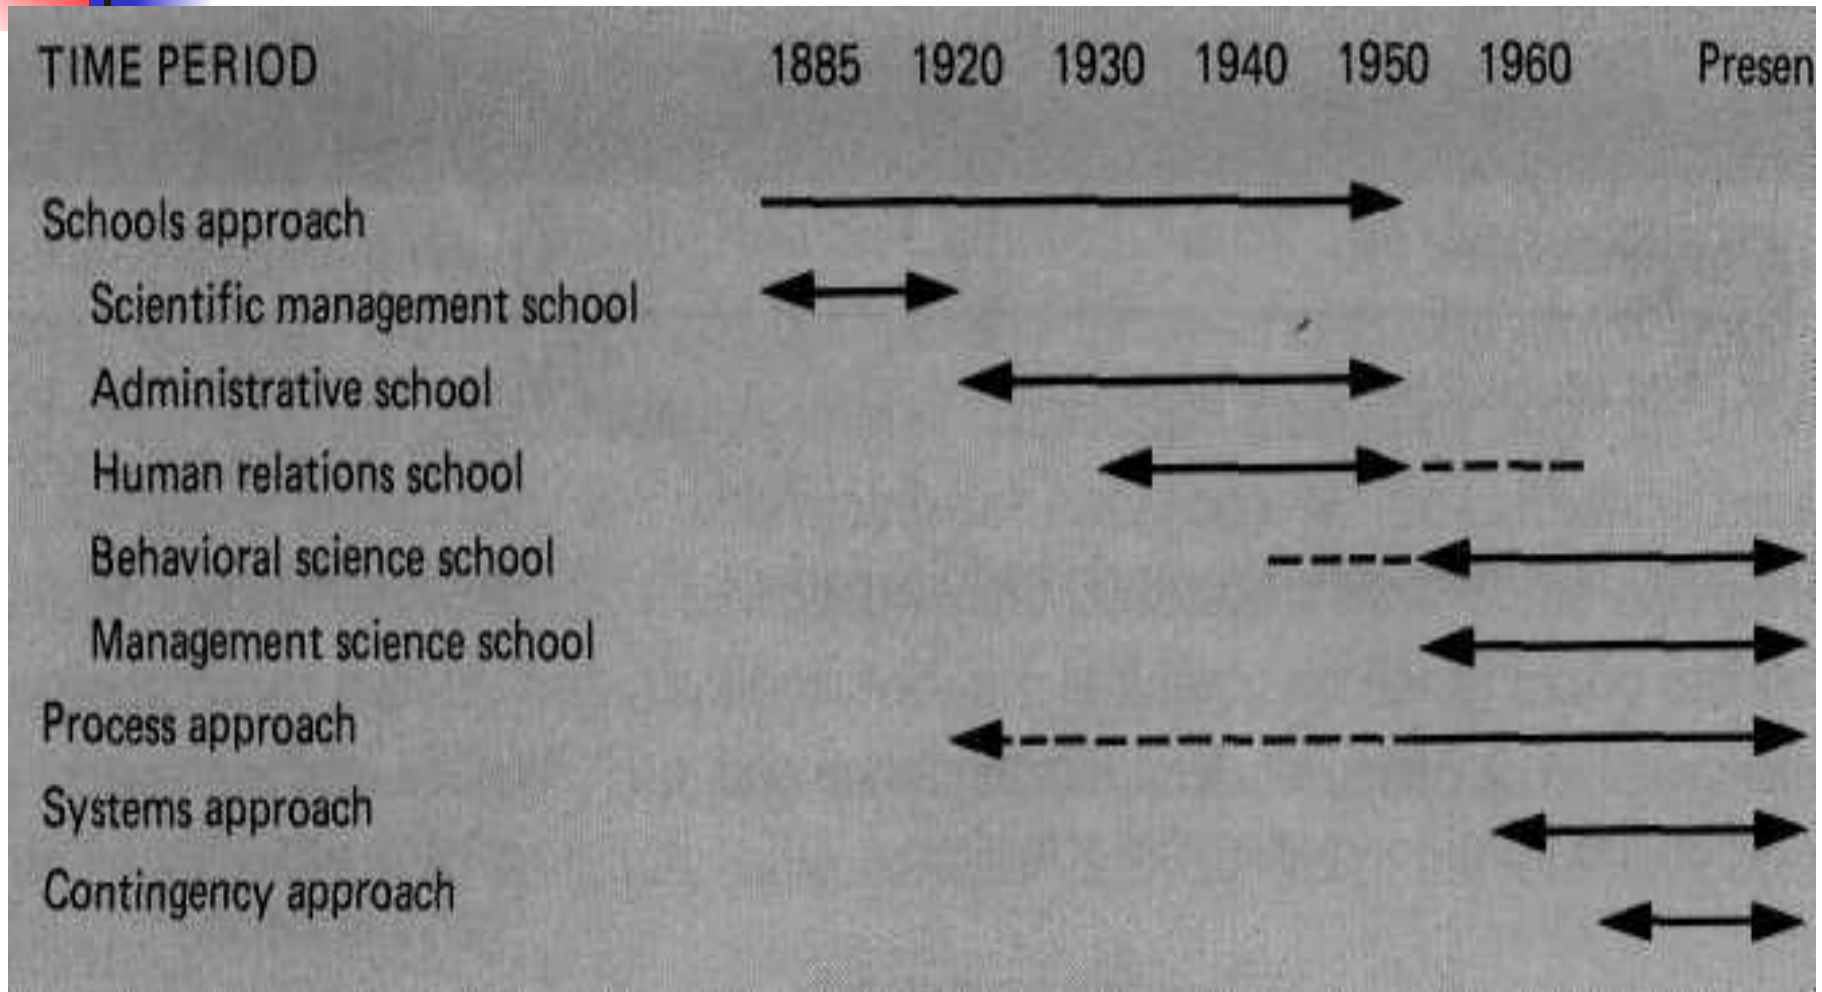 TIME PERIOD 1885 1920 1930 1940 1950 1960 Presen
Schools approach
Scientific management school
Administrative school
Human relations school
Behavioral science school
Management science school
Process approach
Systems approach
Contingency approach